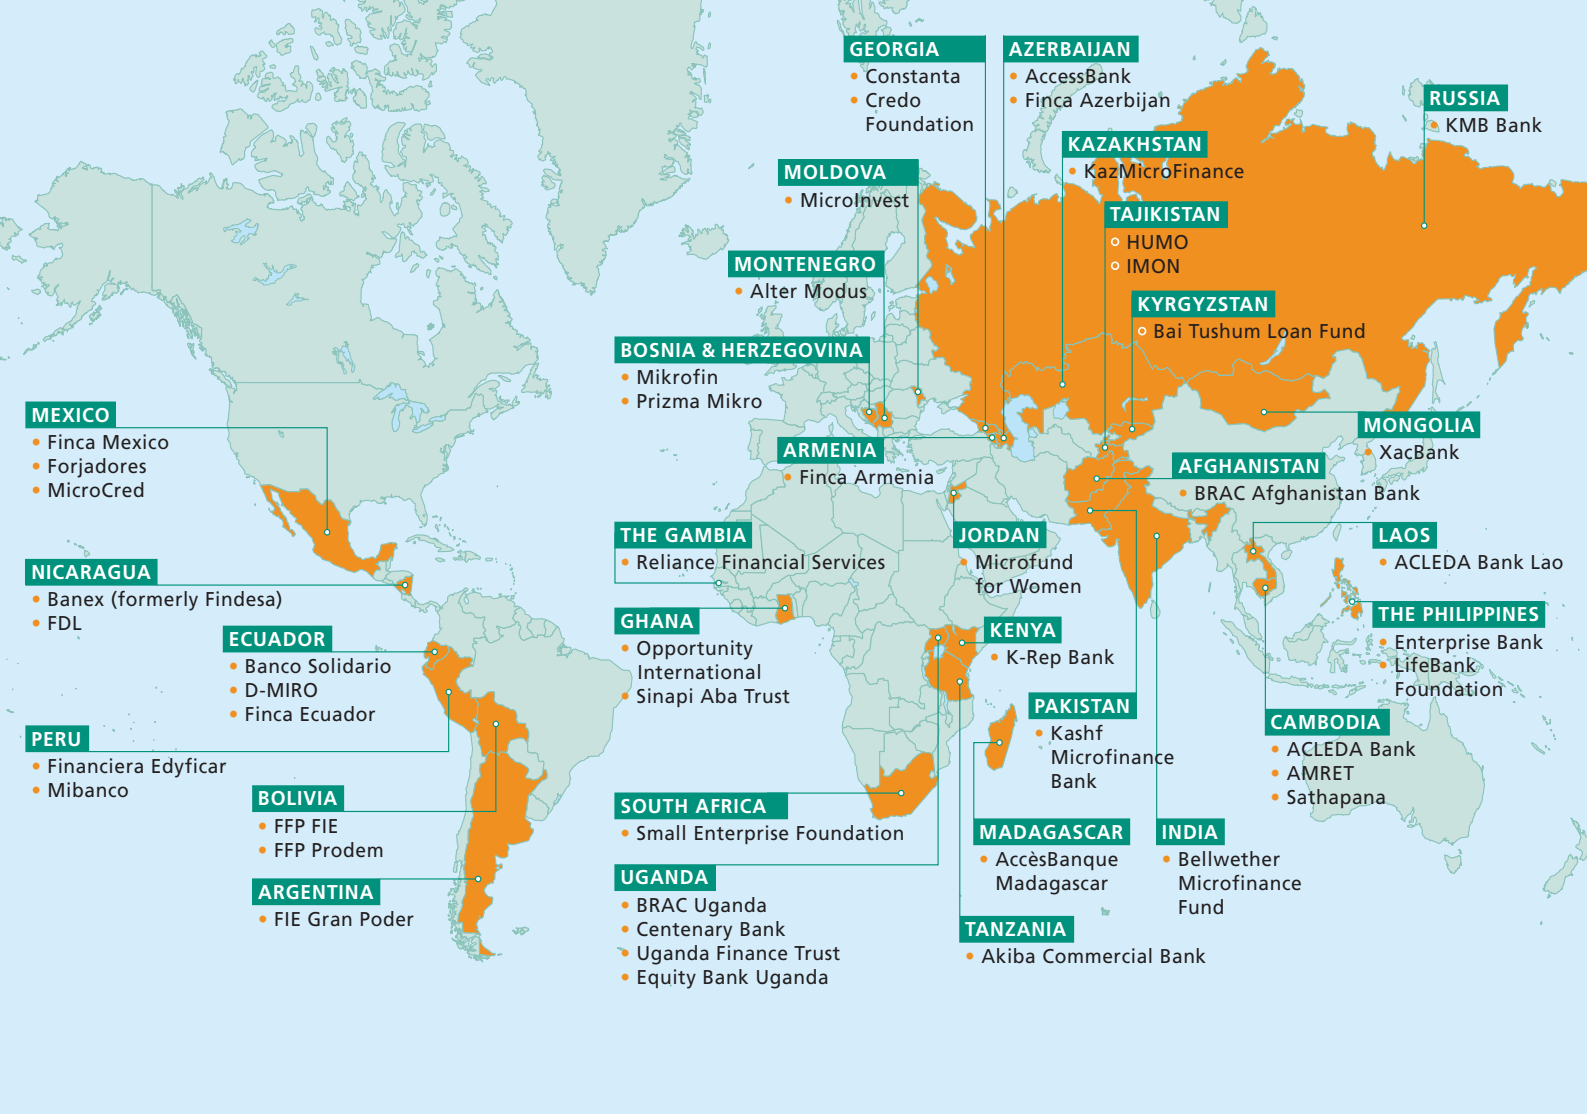 GEORGIA
Constanta
Credo
Foundation
AZERBAIJAN
AccessBank
Finca Azerbijan
RUSSIA
KMB Bank
KAZAKHSTAN
KazMicroFinance
MOLDOVA
MicroInvest
TAJIKISTAN
HUMO
IMON
MONTENEGRO
Alter Modus
KYRGYZSTAN
Bai Tushum Loan Fund
BOSNIA & HERZEGOVINA
Mikrofin
Prizma Mikro
MEXICO
Finca Mexico
Forjadores
MicroCred
MONGOLIA
XacBank
ARMENIA
Finca Armenia
AFGHANISTAN
BRAC Afghanistan Bank
THE GAMBIA
Reliance Financial Services
JORDAN
Microfund
for Women
LAOS
ACLEDA Bank Lao
NICARAGUA
Banex (formerly Findesa)
FDL
GHANA
Opportunity
International
Sinapi Aba Trust
KENYA
K-Rep Bank
THE PHILIPPINES
Enterprise Bank
LifeBank
Foundation
ECUADOR
Banco Solidario
D-MIRO
Finca Ecuador
PAKISTAN
Kashf
Microfinance
Bank
CAMBODIA
ACLEDA Bank
AMRET
Sathapana
PERU
Financiera Edyficar
Mibanco
BOLIVIA
FFP FIE
FFP Prodem
SOUTH AFRICA
Small Enterprise Foundation
MADAGASCAR
AccèsBanque
Madagascar
INDIA
Bellwether
Microfinance
Fund
ARGENTINA
FIE Gran Poder
UGANDA
BRAC Uganda
Centenary Bank
Uganda Finance Trust
Equity Bank Uganda
TANZANIA
Akiba Commercial Bank